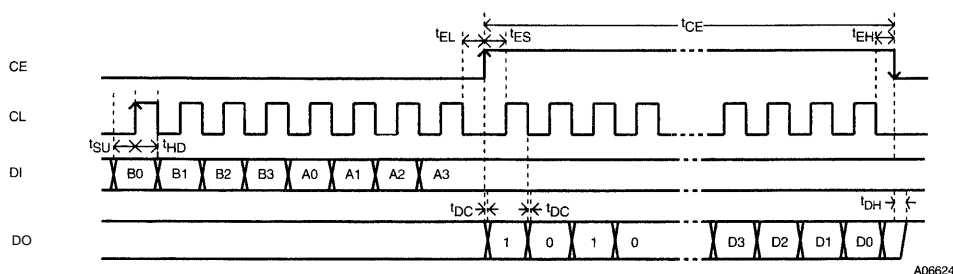 tCE
tEL tES tEH
CE
CL
tSU tHD
DI B0 B1 B2 B3 A0 A1 A2 A3
tDC tDC tDH
DO 1 0 1 0 D3 D2 D1 D0
A06624